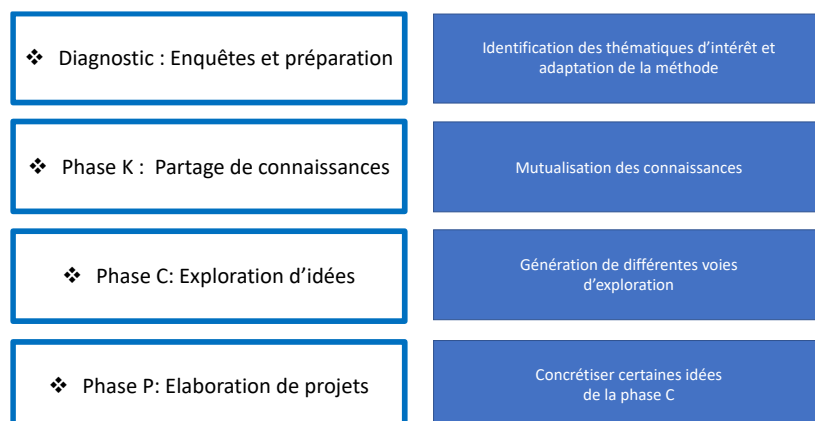 ❖ Diagnostic : Enquêtes et préparation
Identification des thématiques d’intérêt et
adaptation de la méthode
❖ Phase K : Partage de connaissances
Mutualisation des connaissances
❖ Phase C: Exploration d’idées
Génération de différentes voies
d’exploration
❖ Phase P: Elaboration de projets
Concrétiser certaines idées
de la phase C